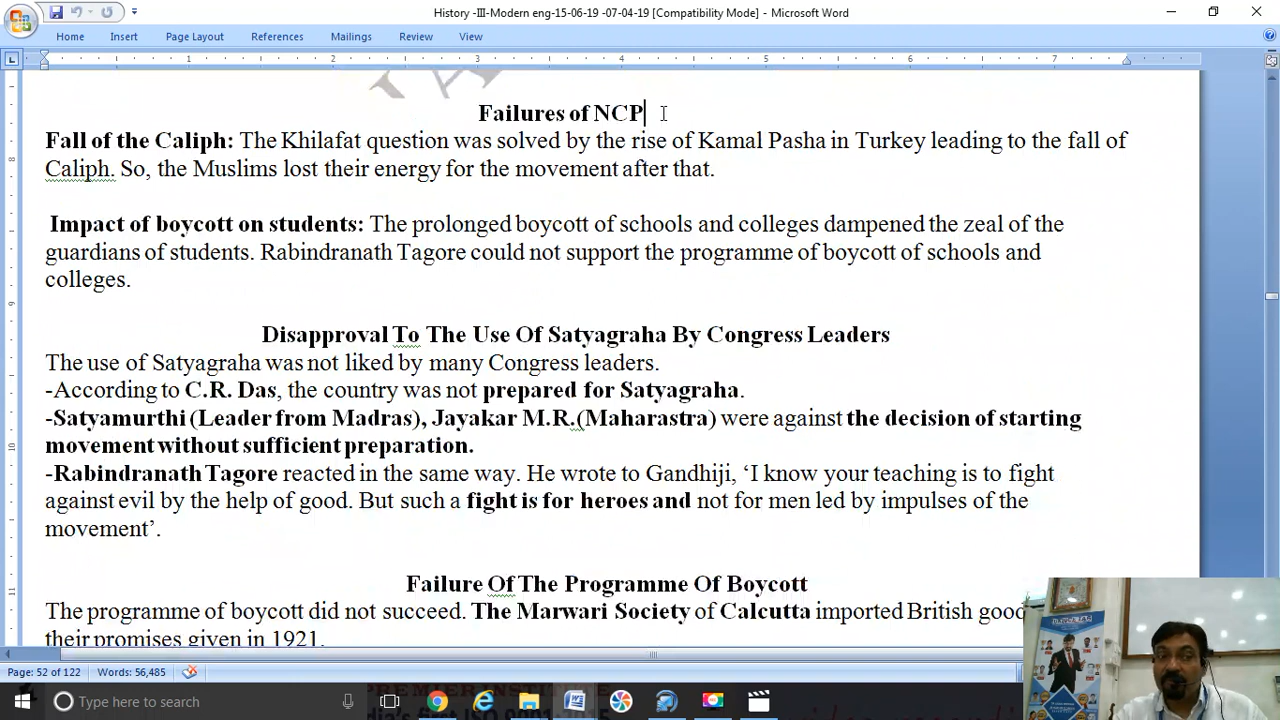 History -III-Modern eng-15-06-19 -07-04-19 [Compatibility Mode] - Microsoft Word
Home Insert Page Layout References Mailings Review View
1 1 2 3 4 5 6 7
Failures of NCP
Fall of the Caliph: The Khilafat question was solved by the rise of Kamal Pasha in Turkey leading to the fall of
Caliph. So, the Muslims lost their energy for the movement after that.
Impact of boycott on students: The prolonged boycott of schools and colleges dampened the zeal of the
guardians of students. Rabindranath Tagore could not support the programme of boycott of schools and
colleges.
Disapproval To The Use Of Satyagraha By Congress Leaders
The use of Satyagraha was not liked by many Congress leaders.
-According to C.R. Das, the country was not prepared for Satyagraha.
-Satyamurthi (Leader from Madras), Jayakar M.R.(Maharastra) were against the decision of starting
movement without sufficient preparation.
-Rabindranath Tagore reacted in the same way. He wrote to Gandhiji, ‘I know your teaching is to fight
against evil by the help of good. But such a fight is for heroes and not for men led by impulses of the
movement’.
Failure Of The Programme Of Boycott
The programme of boycott did not succeed. The Marwari Society of Calcutta imported British goo
their promises given in 1921.
Page: 52 of 122 Words: 56,485
Type here to search